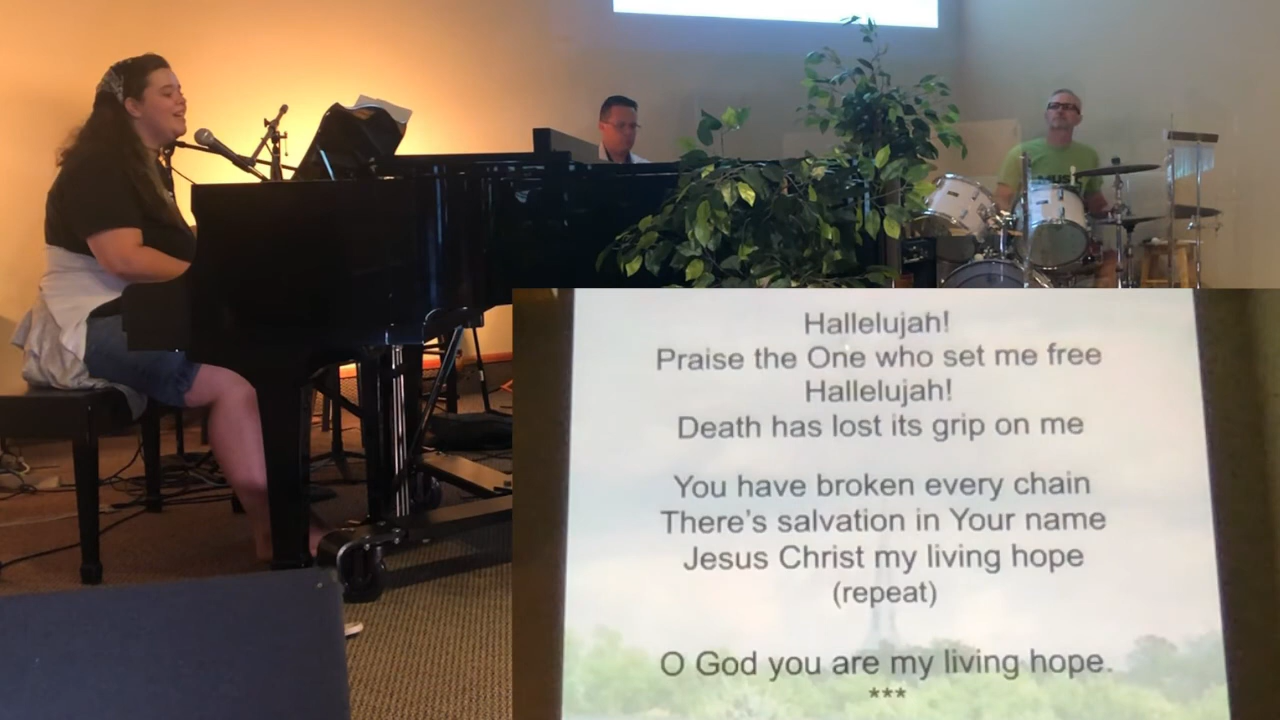 Hallelujah!
Praise the One who set me free
Hallelujah!
Death has lost its grip on me
You have broken every chain
There's salvation in Your name
Jesus Christ my living hope
(repeat)
O God you are my living hope.
***